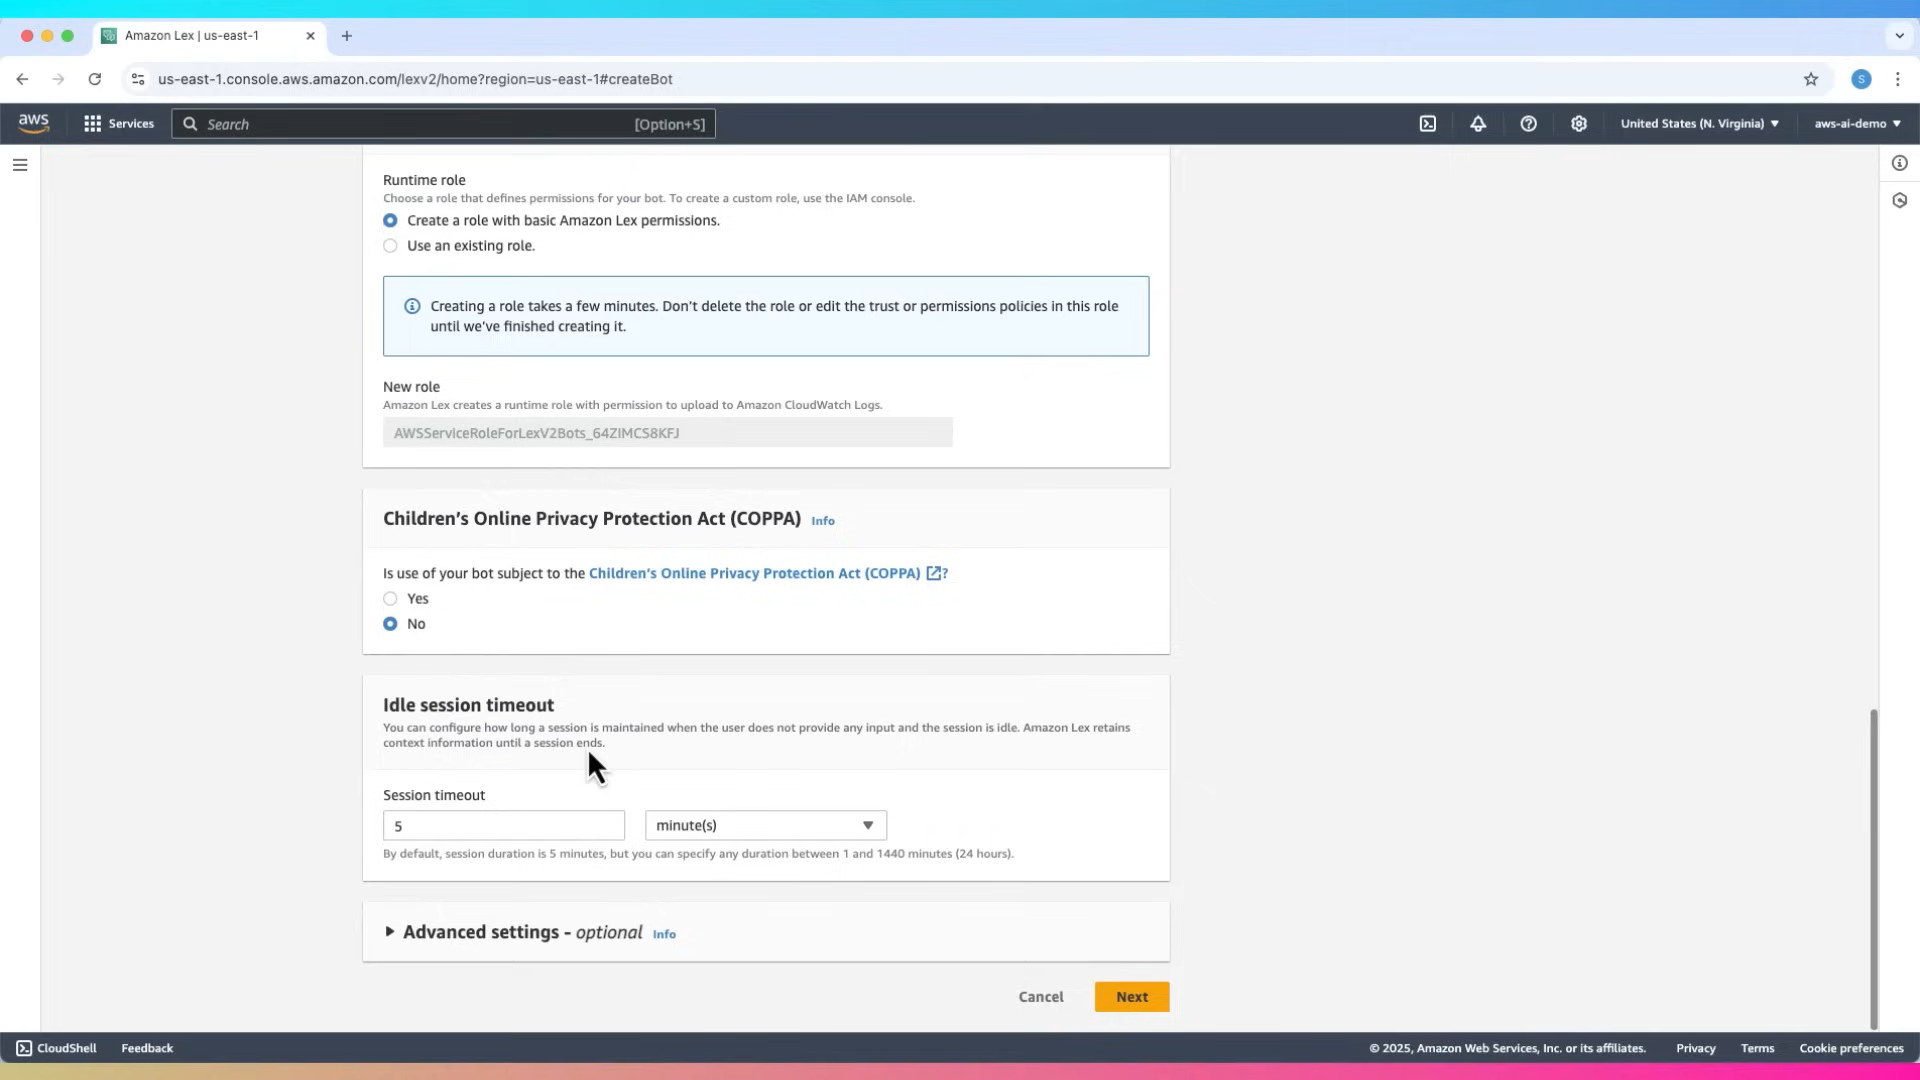 Amazon Lex | us-east-1
us-east-1.console.aws.amazon.com/lexv2/home?region=us-east-1#createBot
S
aws
Services
Search
[Option+S]
United States (N. Virginia)
aws-ai-demo
Runtime role
Choose a role that defines permissions for your bot. To create a custom role, use the IAM console.
Create a role with basic Amazon Lex permissions.
Use an existing role.
Creating a role takes a few minutes. Don't delete the role or edit the trust or permissions policies in this role
until we've finished creating it.
New role
Amazon Lex creates a runtime role with permission to upload to Amazon CloudWatch Logs.
AWSServiceRoleForLexV2Bots_64ZIMCS8KFJ
Children's Online Privacy Protection Act (COPPA) Info
Is use of your bot subject to the Children's Online Privacy Protection Act (COPPA) ?
Yes
No
Idle session timeout
You can configure how long a session is maintained when the user does not provide any input and the session is idle. Amazon Lex retains
context information until a session ends.
Session timeout
5
minute(s)
By default, session duration is 5 minutes, but you can specify any duration between 1 and 1440 minutes (24 hours).
Advanced settings - optional Info
Cancel
Next
CloudShell
Feedback
© 2025, Amazon Web Services, Inc. or its affiliates.
Privacy
Terms
Cookie preferences